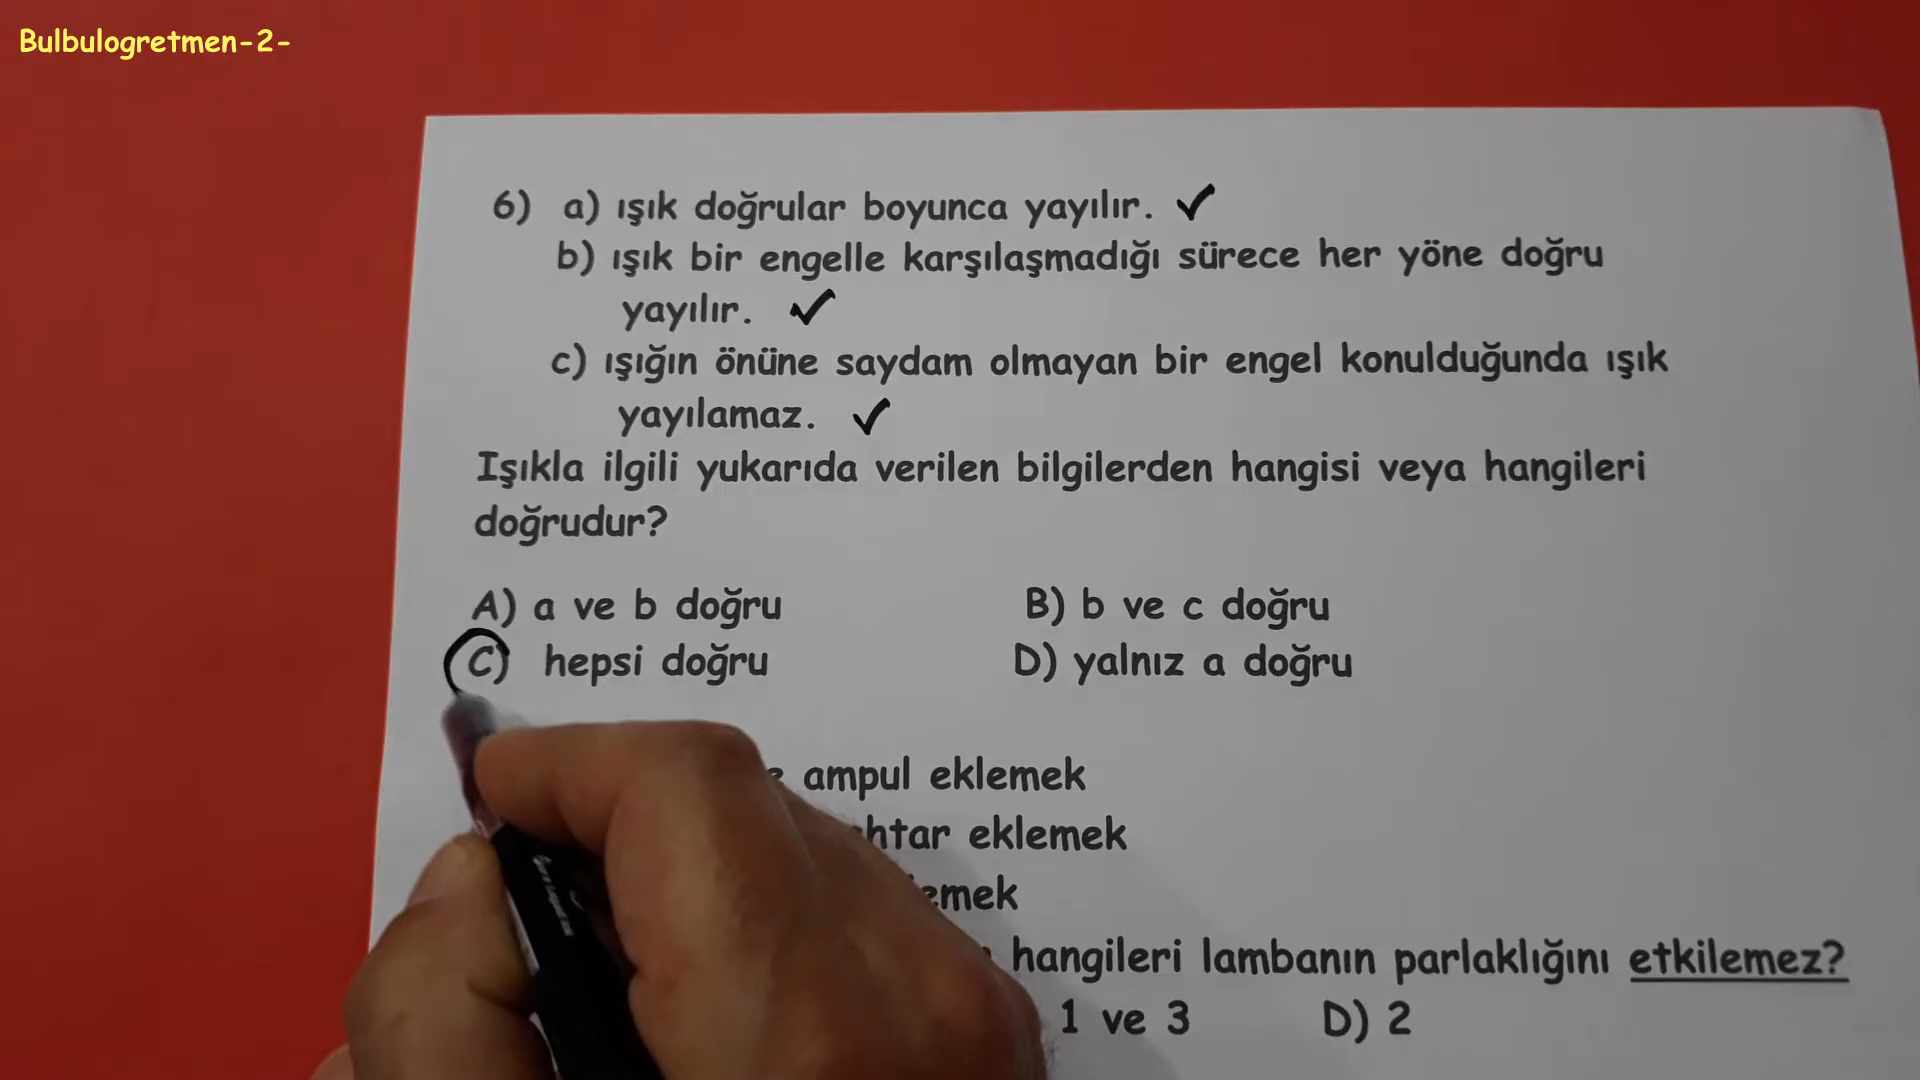 Bulbulogretmen-2-
6) a) ışık doğrular boyunca yayılır. ✓
b) ışık bir engelle karşılaşmadığı sürece her yöne doğru
yayılır. ✓
c) ışığın önüne saydam olmayan bir engel konulduğunda ışık
yayılamaz. ✓
Işıkla ilgili yukarıda verilen bilgilerden hangisi veya hangileri
doğrudur?
A) a ve b doğru B) b ve c doğru
C) hepsi doğru D) yalnız a doğru
ampul eklemek
eklemek
hangileri lambanın parlaklığını etkilemez?
1 ve 3 D) 2